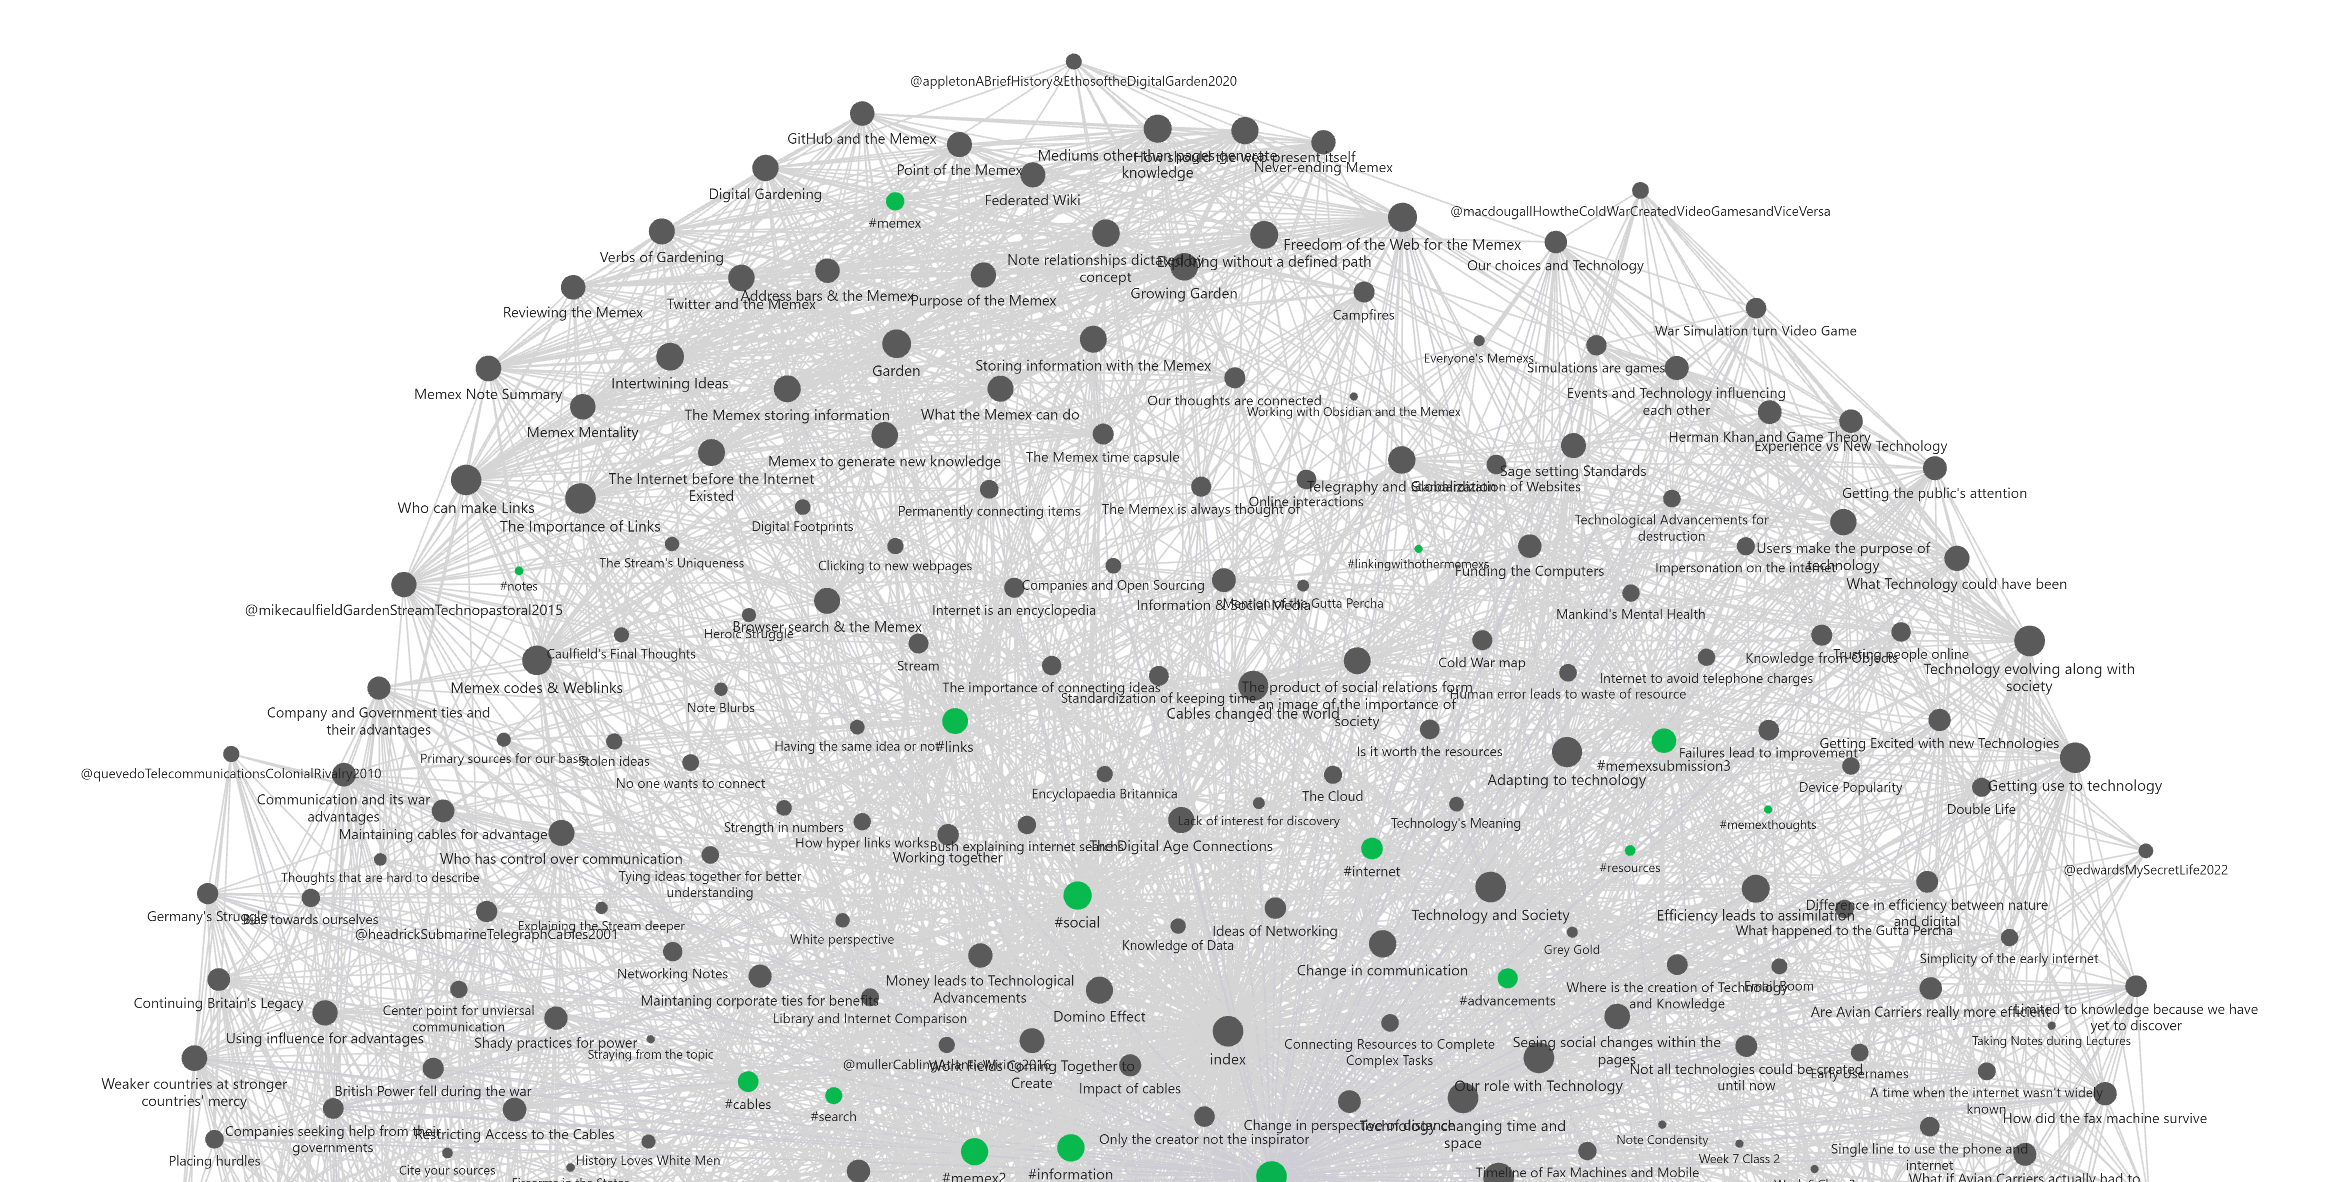 @appletonABriefHistory&EthosoftheDigitalGarden2020
GitHub and the Memex
Point of the Memex
Mediums other than pages generate
knowledge
How should the web present itself
Never-ending Memex
Digital Gardening
Federated Wiki
#memex
@macdougallHowtheColdWarCreatedVideoGamesandViceVersa
Verbs of Gardening
Note relationships dictated by
concept
Exploring without a defined path
Freedom of the Web for the Memex
Our choices and Technology
Growing Garden
Address bars & the Memex
Twitter and the Memex
Purpose of the Memex
Reviewing the Memex
Campfires
War Simulation turn Video Game
Everyone's Memexs
Simulations are games
Garden
Storing information with the Memex
Intertwining Ideas
Memex Note Summary
Our thoughts are connected
Events and Technology influencing
each other
Working with Obsidian and the Memex
The Memex storing information
What the Memex can do
Memex Mentality
Herman Khan and Game Theory
Experience vs New Technology
Memex to generate new knowledge
The Memex time capsule
Sage setting Standards
The Internet before the Internet
Existed
Telegraphy and Globalization
Standardization of Websites
Getting the public's attention
Who can make Links
The Importance of Links
Online interactions
Permanently connecting items
The Memex is always thought of
Digital Footprints
Technological Advancements for
destruction
Users make the purpose of
technology
The Stream's Uniqueness
Clicking to new webpages
#linkingwithothermemexs
Funding the Computers
Impersonation on the internet
What Technology could have been
#notes
Companies and Open Sourcing
@mikecaulfieldGardenStreamTechnopastoral2015
Internet is an encyclopedia
Information & Social Media
Mention of the Gutta Percha
Mankind's Mental Health
Browser search & the Memex
Heroic Struggle
Caulfield's Final Thoughts
Stream
Cold War map
Knowledge from Objects
Trusting people online
Technology evolving along with
society
Memex codes & Weblinks
The importance of connecting ideas
Standardization of keeping time
The product of social relations form
an image of the importance of
society
Cables changed the world
Human error leads to waste of resource
Internet to avoid telephone charges
Note Blurbs
Company and Government ties and
their advantages
Having the same idea or not
#links
Is it worth the resources
#memexsubmission3
Failures lead to improvement
Getting Excited with new Technologies
Primary sources for our basis
Stolen ideas
@quevedoTelecommunicationsColonialRivalry2010
No one wants to connect
Adapting to technology
Device Popularity
Getting use to technology
Communication and its war
advantages
Encyclopaedia Britannica
The Cloud
Double Life
Maintaining cables for advantage
Strength in numbers
Lack of interest for discovery
Technology's Meaning
#memexthoughts
How hyper links works
Working together
Bush explaining internet search
The Digital Age Connections
Who has control over communication
#internet
#resources
@edwardsMySecretLife2022
Thoughts that are hard to describe
Tying ideas together for better
understanding
Germany's Struggle
Bias towards ourselves
#social
Technology and Society
Efficiency leads to assimilation
Difference in efficiency between nature
and digital
Explaining the Stream deeper
@headrickSubmarineTelegraphCables2001
White perspective
Knowledge of Data
Ideas of Networking
What happened to the Gutta Percha
Grey Gold
Simplicity of the early internet
Networking Notes
Money leads to Technological
Advancements
Change in communication
Continuing Britain's Legacy
Maintaning corporate ties for benefits
Where is the creation of Technology
and Knowledge
Email Boom
#advancements
Center point for unviersal
communication
Library and Internet Comparison
Domino Effect
Are Avian Carriers really more efficient
Limited to knowledge because we have
yet to discover
Using influence for advantages
Shady practices for power
Straying from the topic
index
Connecting Resources to Complete
Complex Tasks
Seeing social changes within the
pages
Taking Notes during Lectures
@mullerCablingAtlanticWiring2016
Work Fields Coming Together to
Create
Not all technologies could be created
until now
Early Usernames
Weaker countries at stronger
countries' mercy
British Power fell during the war
Impact of cables
Our role with Technology
A time when the internet wasn't widely
known
#cables
#search
How did the fax machine survive
Companies seeking help from their
governments
Restricting Access to the Cables
Only the creator not the inspirator
Change in perspective of distance
Technology changing time and
space
Note Condensity
Single line to use the phone and
internet
Placing hurdles
Cite your sources
History Loves White Men
Week 7 Class 2
#memex2
#information
Timeline of Fax Machines and Mobile
What if Avian Carriers actually had to